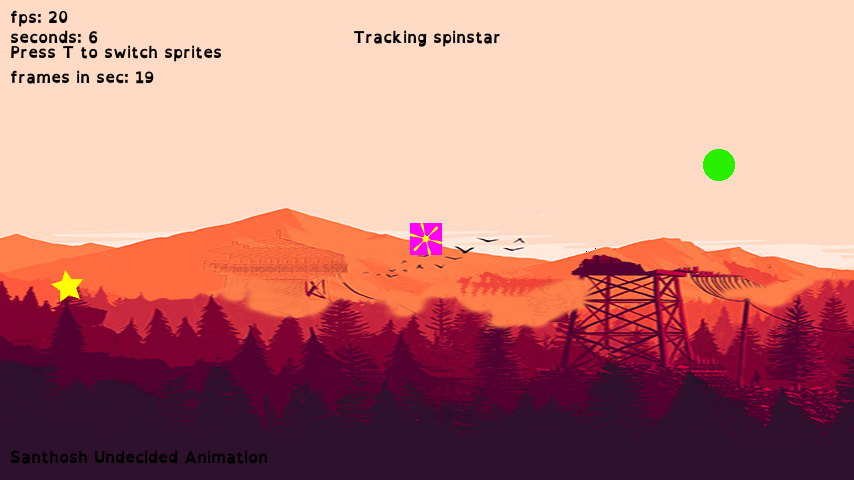 fps: 20
seconds: 6
Tracking spinstar
Press T to switch sprites
frames in sec: 19
Santhosh Undecided Animation